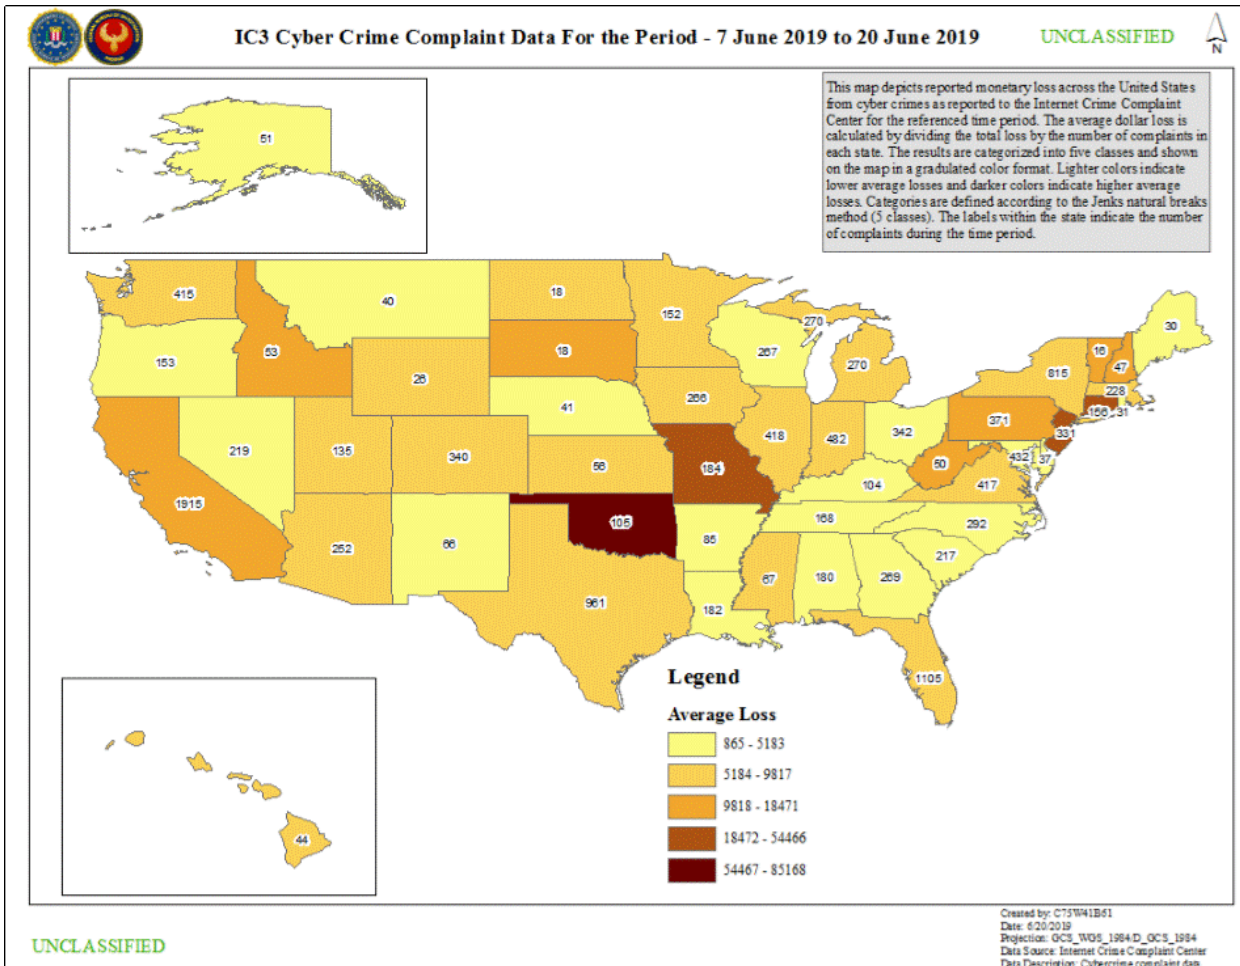 IC3 Cyber Crime Complaint Data For the Period - 7 June 2019 to 20 June 2019
UNCLASSIFIED
N
This map depicts reported monetary loss across the United States
from cyber crimes as reported to the Internet Crime Complaint
Center for the referenced time period. The average dollar loss is
calculated by dividing the total loss by the number of complaints in
each state. The results are categorized into five classes and shown
on the map in a gradulated color format. Lighter colors indicate
lower average losses and darker colors indicate higher average
losses. Categories are defined according to the Jenks natural breaks
method (5 classes). The labels within the state indicate the number
of complaints during the time period.
51
415
40
18
152
270
30
153
53
26
18
267
270
815
16
47
228
156
31
219
135
340
41
266
418
482
342
371
331
1915
56
184
104
50
432
37
417
252
66
105
85
168
292
217
961
182
67
180
269
1105
44
Legend
Average Loss
865 - 5183
5184 - 9817
9818 - 18471
18472 - 54466
54467 - 85168
UNCLASSIFIED
Created by: C75W41B61
Date: 6/20/2019
Projection: GCS_WGS_1984:D_GCS_1984
Data Source: Internet Crime Complaint Center
Data Description: Cybercrime complaint data